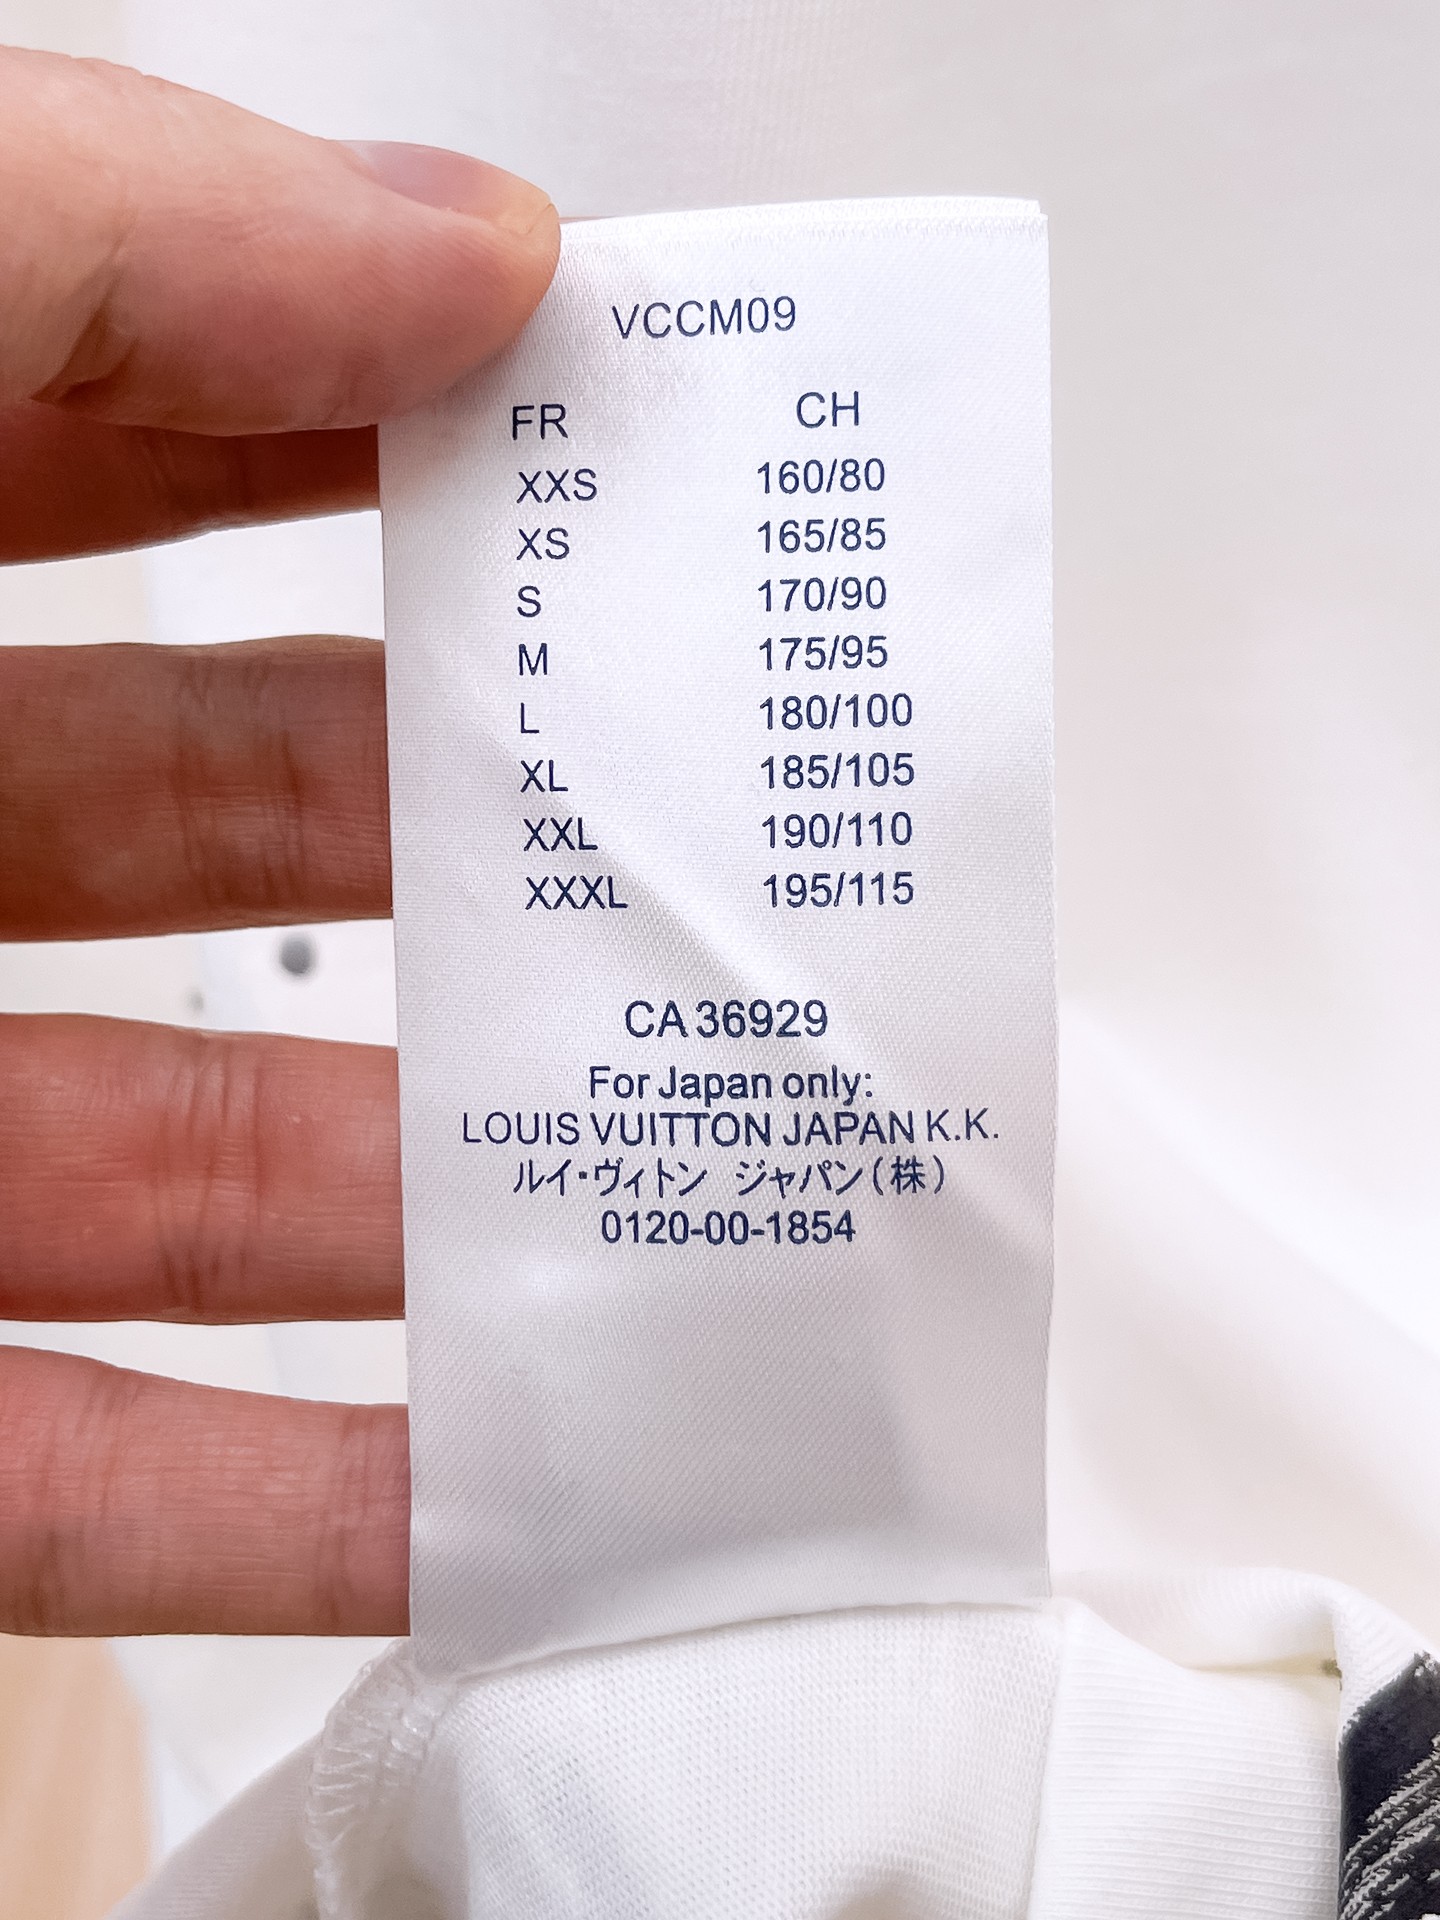 VCCM09
FR CH
XXS 160/80
XS 165/85
S 170/90
M 175/95
L 180/100
XL 185/105
XXL 190/110
XXXL 195/115
CA 36929
For Japan only:
LOUIS VUITTON JAPAN K.K.
ルイ・ヴィトン ジャパン(株)
0120-00-1854